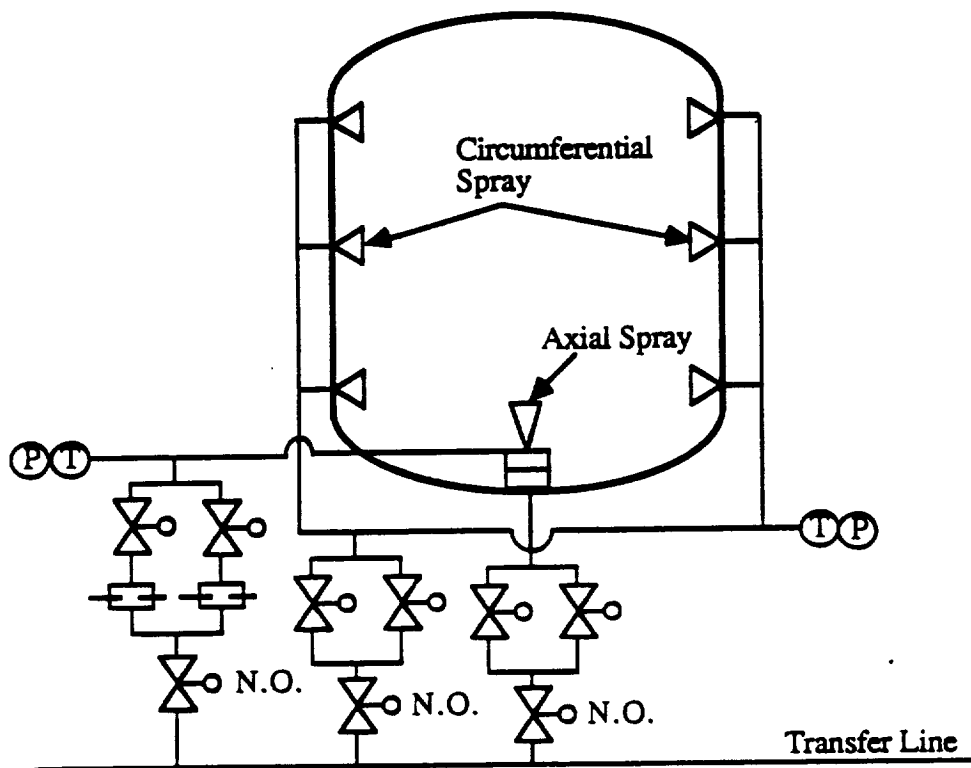 Circumferential
Spray
Axial Spray
P T
T P
N.O.
N.O.
N.O.
Transfer Line